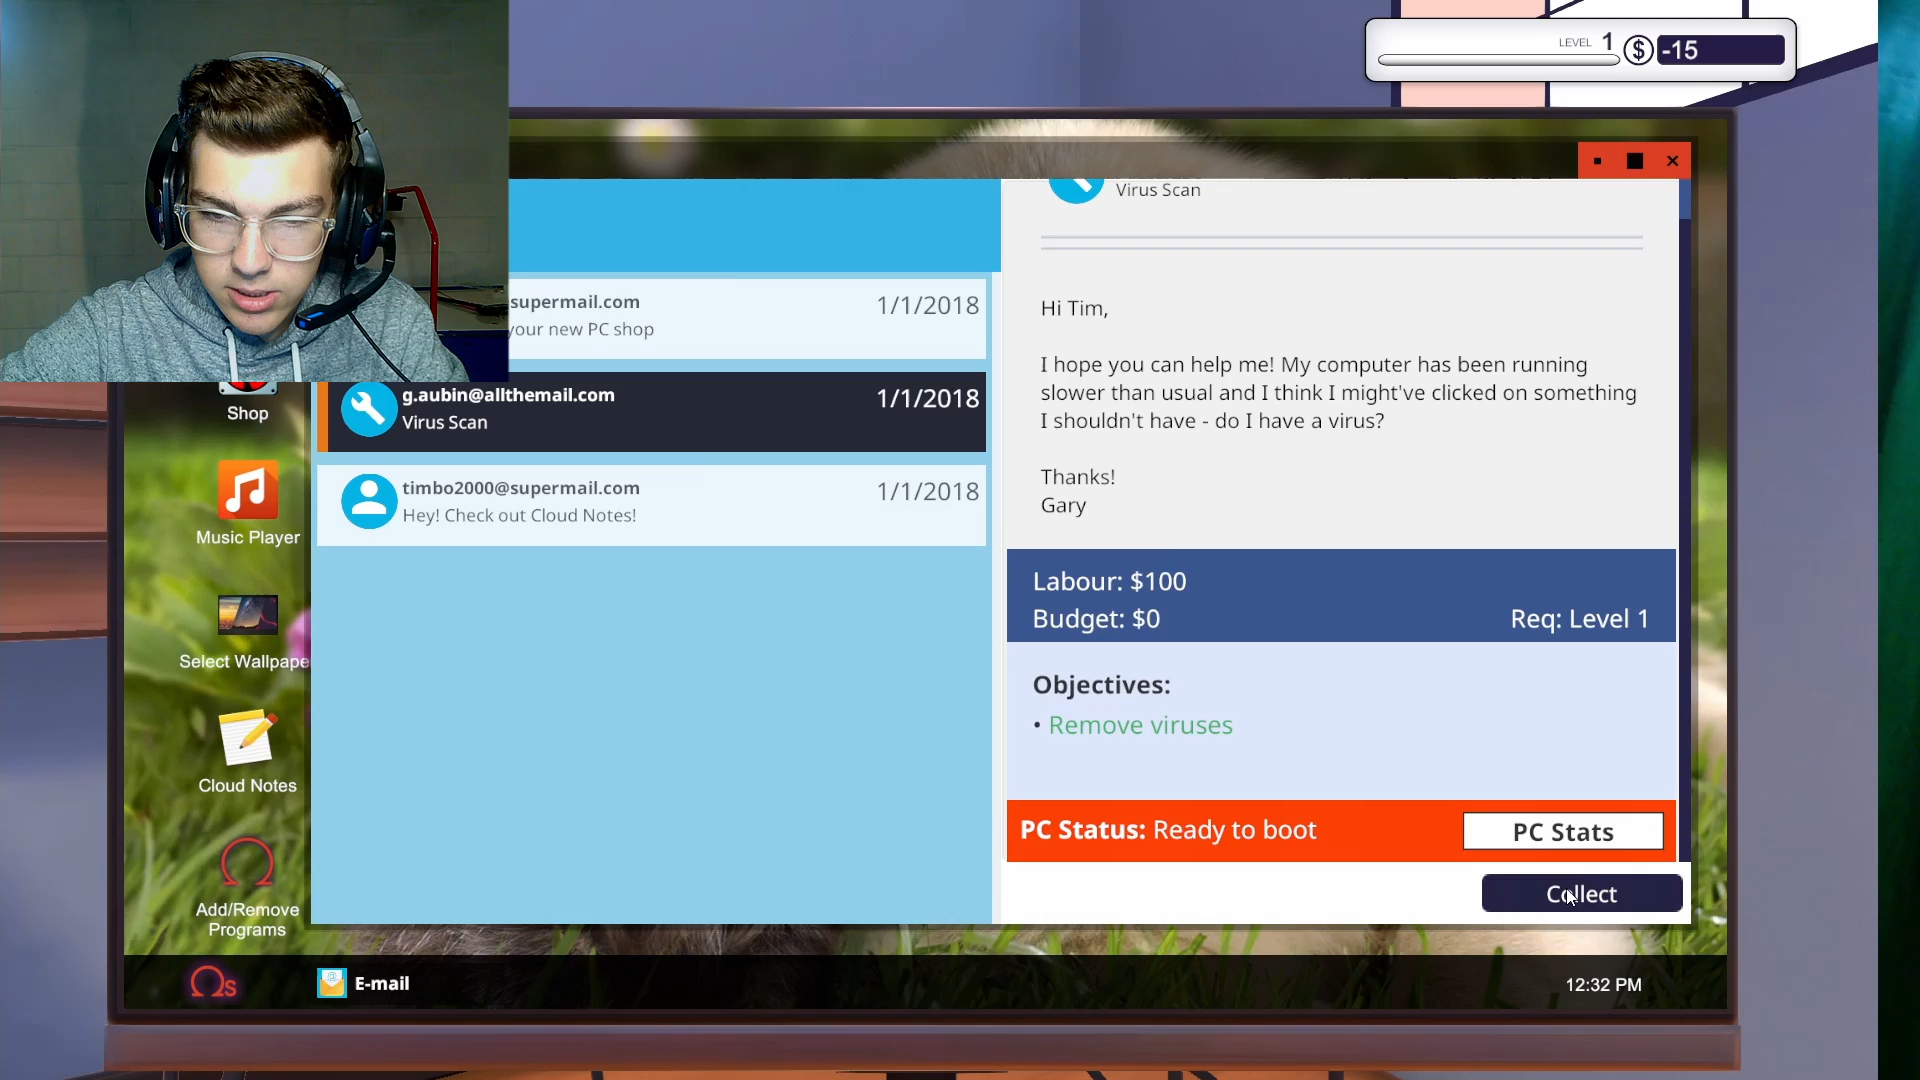 LEVEL 1 $ -15
Virus Scan
Hi Tim,
I hope you can help me! My computer has been running
slower than usual and I think I might've clicked on something
I shouldn't have - do I have a virus?
Thanks!
Gary
Labour: $100
Budget: $0
Req: Level 1
Objectives:
• Remove viruses
PC Status: Ready to boot
PC Stats
Collect
supermail.com
1/1/2018
your new PC shop
g.aubin@allthemail.com
1/1/2018
Virus Scan
timbo2000@supermail.com
1/1/2018
Hey! Check out Cloud Notes!
Shop
Music Player
Select Wallpape
Cloud Notes
Add/Remove
Programs
Ωs
E-mail
12:32 PM